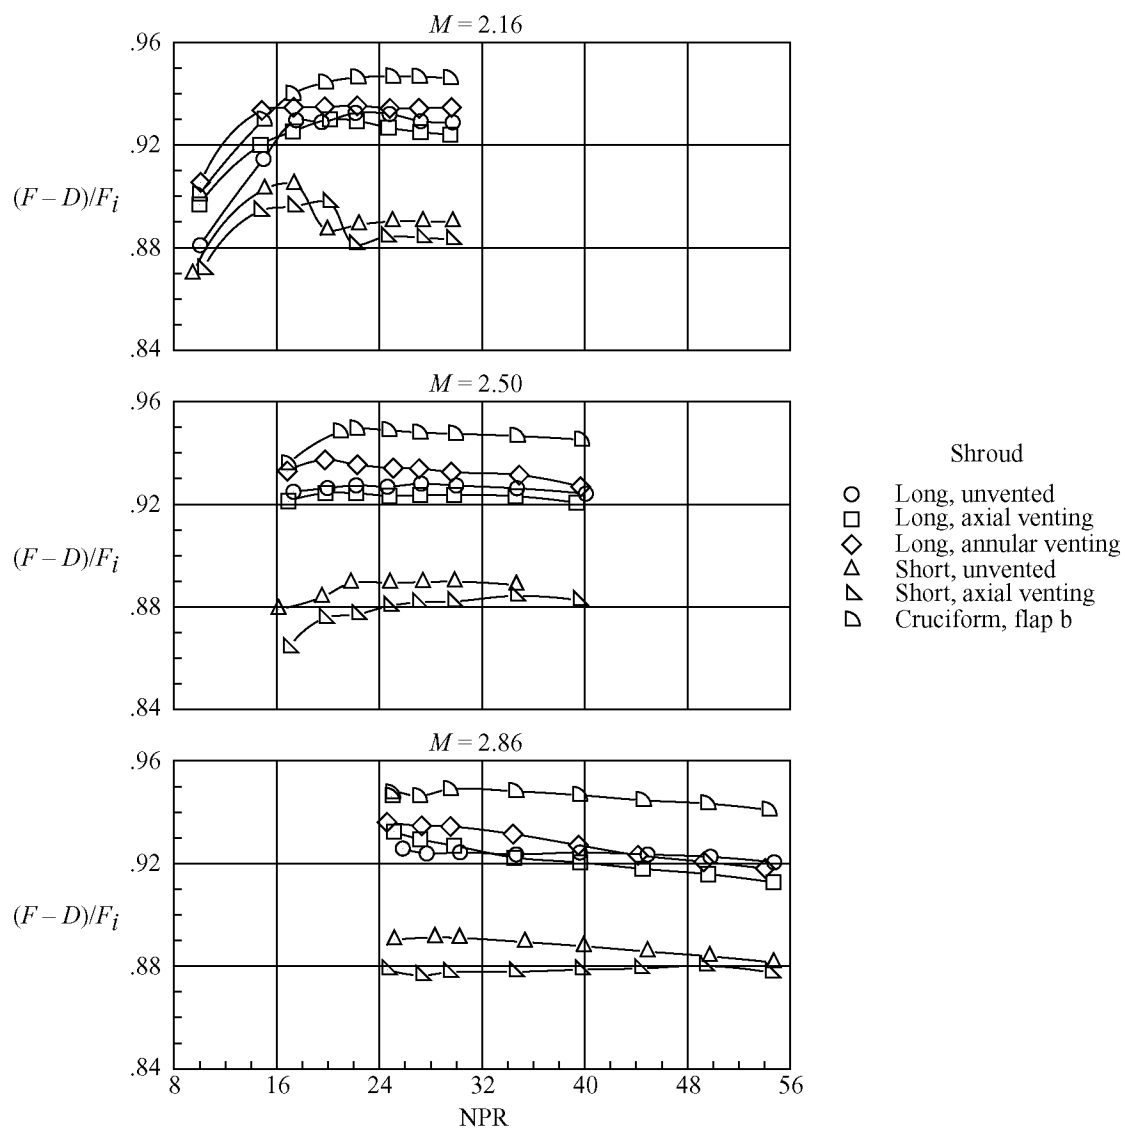 M = 2.16
.96
.92
(F – D)/Fi
.88
.84
M = 2.50
.96
.92
(F – D)/Fi
.88
.84
Shroud
Long, unvented
Long, axial venting
Long, annular venting
Short, unvented
Short, axial venting
Cruciform, flap b
M = 2.86
.96
.92
(F – D)/Fi
.88
.84
8 16 24 32 40 48 56
NPR